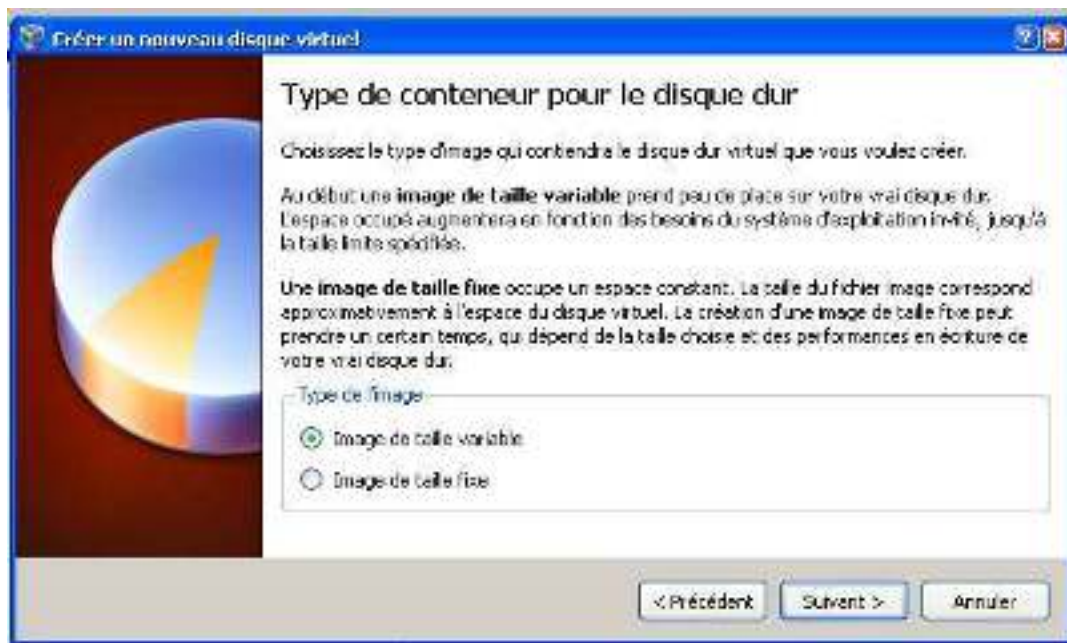 Créer un nouveau disque virtuel
Type de conteneur pour le disque dur
Choisissez le type d'image qui contiendra le disque dur virtuel que vous voulez créer.
Au début une image de taille variable prend peu de place sur votre vrai disque dur.
L'espace occupé augmentera en fonction des besoins du système d'exploitation invité, jusqu'à
la taille limite spécifiée.
Une image de taille fixe occupe un espace constant. La taille du fichier image correspond
approximativement à l'espace du disque virtuel. La création d'une image de taille fixe peut
prendre un certain temps, qui dépend de la taille choisie et des performances en écriture de
votre vrai disque dur.
Type de l'image
Image de taille variable
Image de taille fixe
< Précédent
Suivant >
Annuler